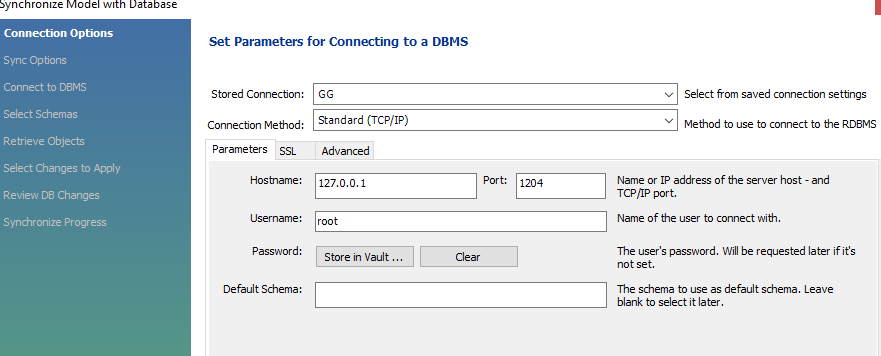 Synchronize Model with Database
Connection Options
Sync Options
Connect to DBMS
Select Schemas
Retrieve Objects
Select Changes to Apply
Review DB Changes
Synchronize Progress
Set Parameters for Connecting to a DBMS
Stored Connection: GG Select from saved connection settings
Connection Method: Standard (TCP/IP) Method to use to connect to the RDBMS
Parameters SSL Advanced
Hostname: 127.0.0.1 Port: 1204 Name or IP address of the server host - and
TCP/IP port.
Username: root Name of the user to connect with.
Password: Store in Vault ... Clear The user's password. Will be requested later if it's
not set.
Default Schema: The schema to use as default schema. Leave
blank to select it later.